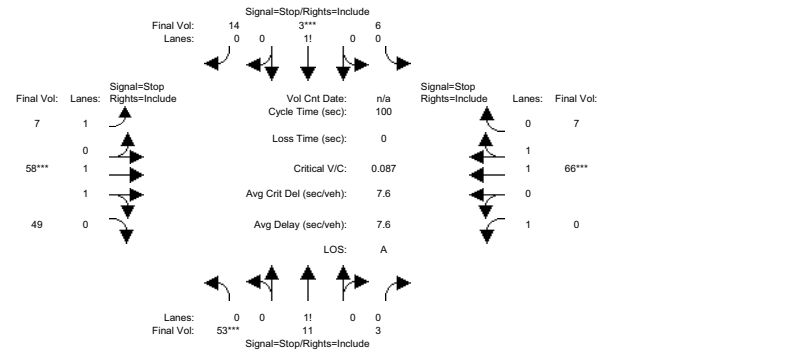 Signal=Stop/Rights=Include
Final Vol: 14 3*** 6
Lanes: 0 0 1! 0 0
Signal=Stop Signal=Stop
Final Vol: Lanes: Rights=Include Vol Cnt Date: n/a Rights=Include Lanes: Final Vol:
Cycle Time (sec): 100
7 1 0 7
Loss Time (sec): 0
0 1
58*** 1 Critical V/C: 0.087 1 66***
1 Avg Crit Del (sec/veh): 7.6 0
49 0 Avg Delay (sec/veh): 7.6 1 0
LOS: A
Lanes: 0 0 1! 0 0
Final Vol: 53*** 11 3
Signal=Stop/Rights=Include